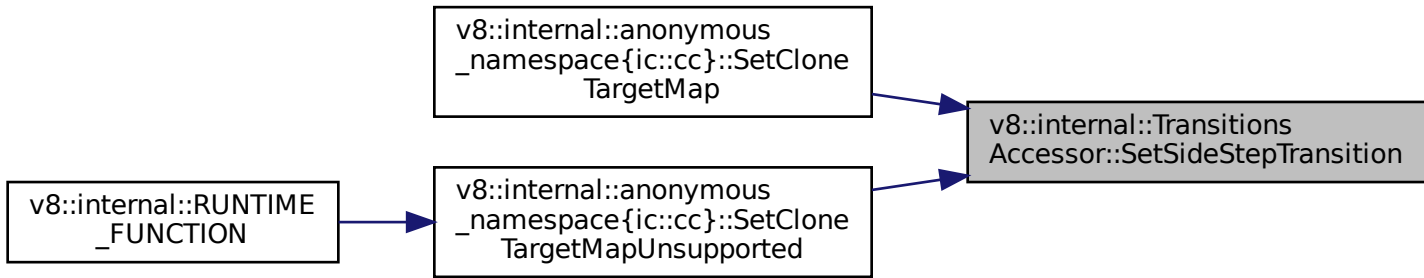 v8::internal::anonymous
_namespace{ic::cc}::SetClone
TargetMap
v8::internal::Transitions
Accessor::SetSideStepTransition
v8::internal::anonymous
_namespace{ic::cc}::SetClone
TargetMapUnsupported
v8::internal::RUNTIME
_FUNCTION